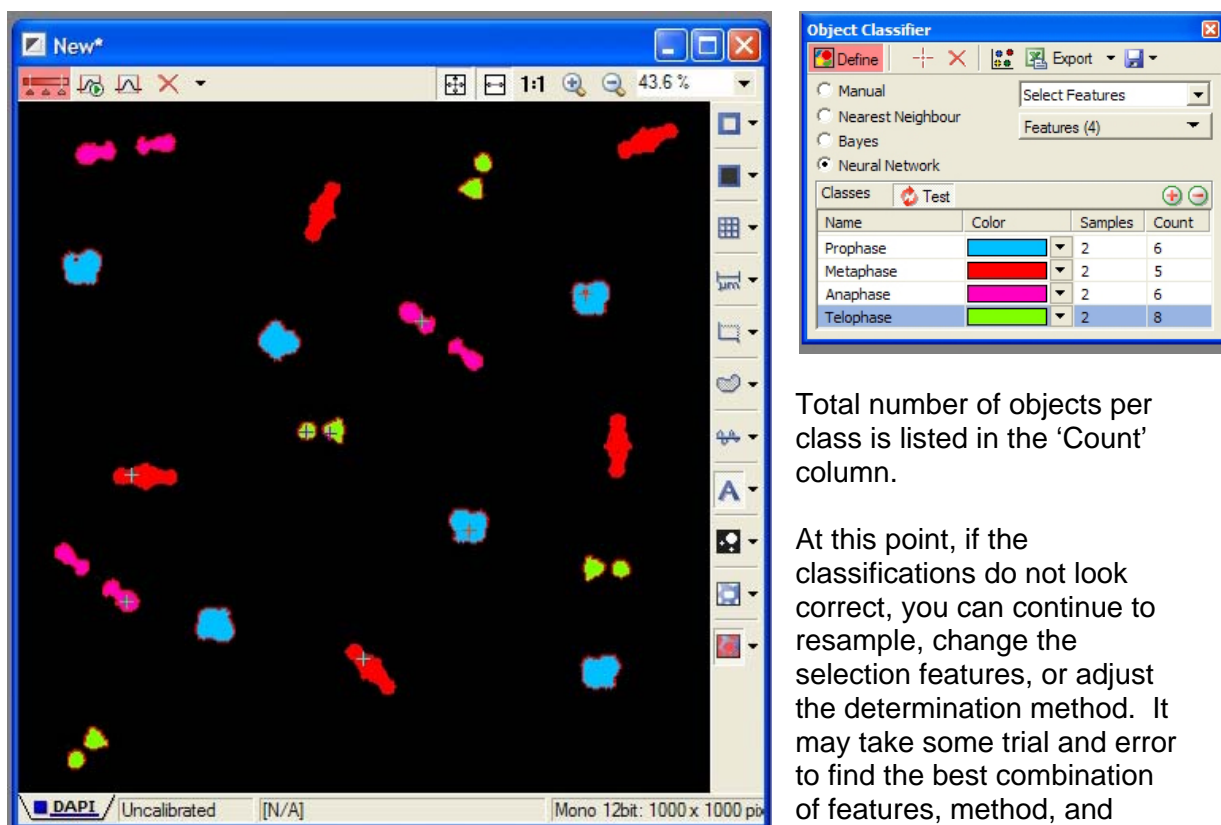 New*
1:1 43.6 %
A
DAPI Uncalibrated [N/A] Mono 12bit: 1000 x 1000 pix
Object Classifier
Define Export
Manual Select Features
Nearest Neighbour Features (4)
Bayes
Neural Network
Classes Test
Name Color Samples Count
Prophase 2 6
Metaphase 2 5
Anaphase 2 6
Telophase 2 8
Total number of objects per
class is listed in the ‘Count’
column.
At this point, if the
classifications do not look
correct, you can continue to
resample, change the
selection features, or adjust
the determination method.  It
may take some trial and error
to find the best combination
of features, method, and